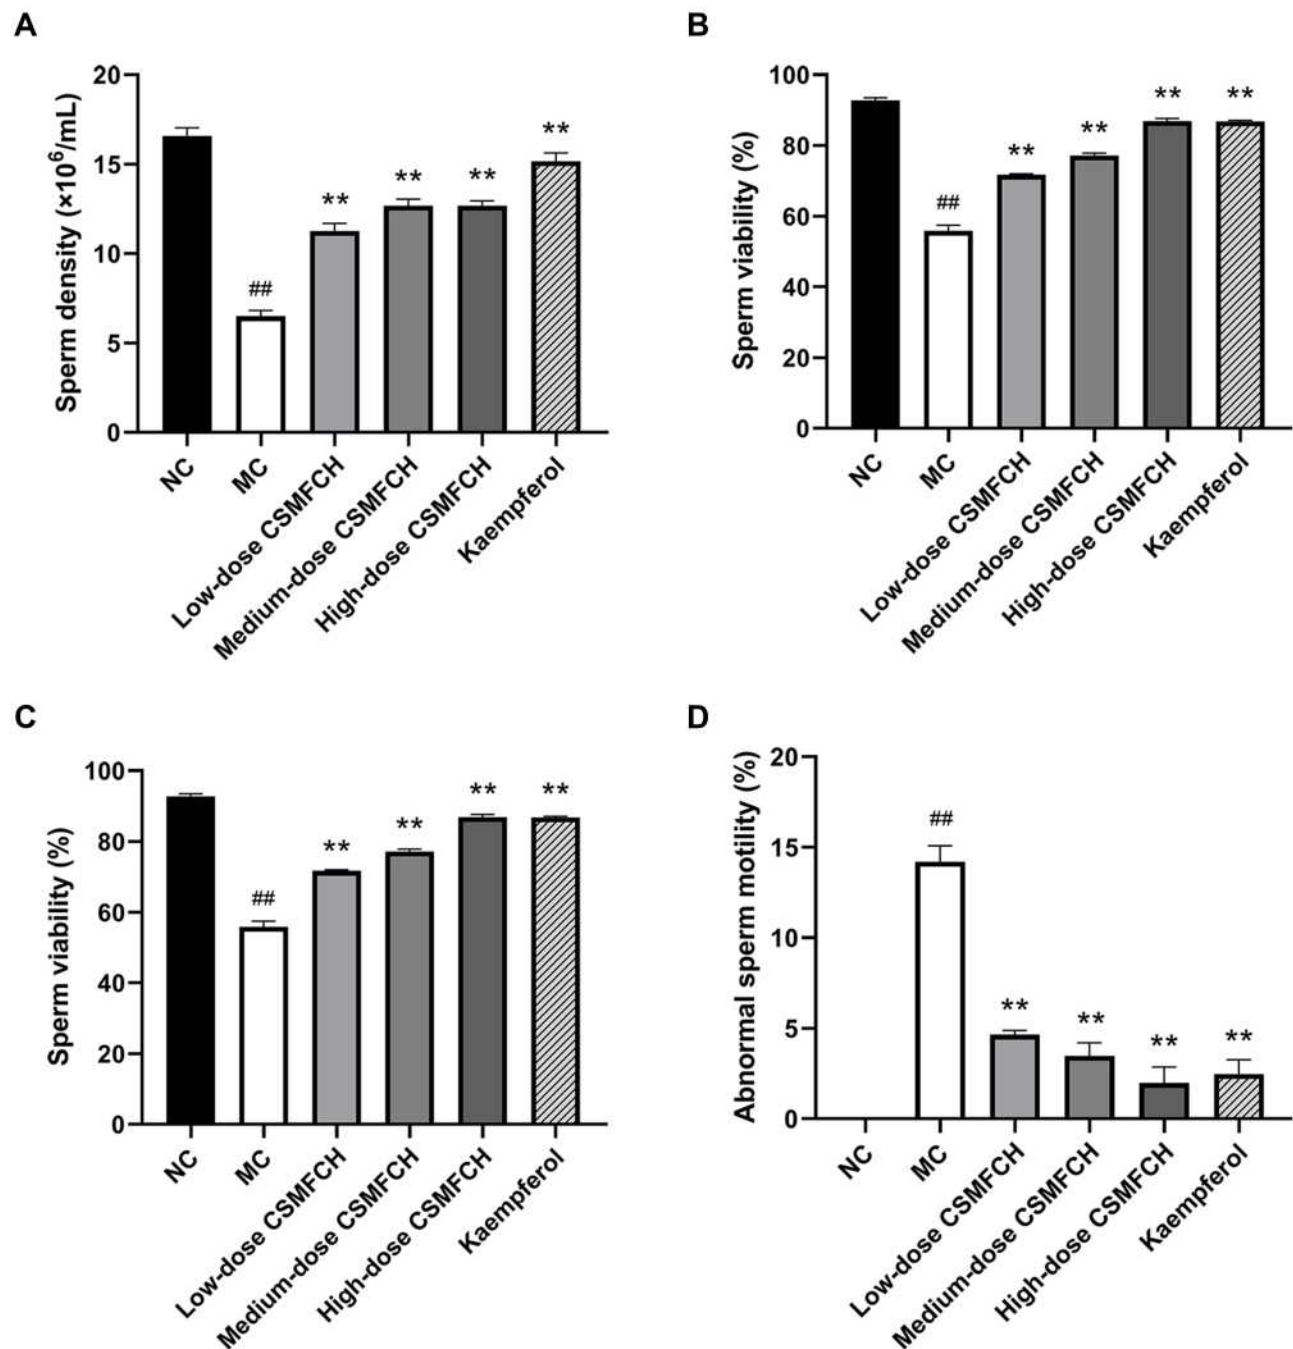 A
Sperm density (×10⁶/mL)
20
15
10
5
0
**
**
**
**
##
NC
MC
Low-dose CSMFCH
Medium-dose CSMFCH
High-dose CSMFCH
Kaempferol
B
Sperm viability (%)
100
80
60
40
20
0
**
**
**
**
##
NC
MC
Low-dose CSMFCH
Medium-dose CSMFCH
High-dose CSMFCH
Kaempferol
C
Sperm viability (%)
100
80
60
40
20
0
**
**
**
**
##
NC
MC
Low-dose CSMFCH
Medium-dose CSMFCH
High-dose CSMFCH
Kaempferol
D
Abnormal sperm motility (%)
20
15
10
5
0
##
**
**
**
**
NC
MC
Low-dose CSMFCH
Medium-dose CSMFCH
High-dose CSMFCH
Kaempferol